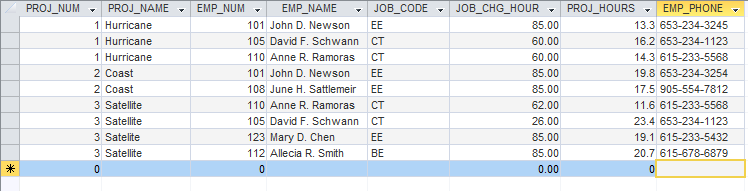 PROJ_NUM PROJ_NAME EMP_NUM EMP_NAME JOB_CODE JOB_CHG_HOUR PROJ_HOURS EMP_PHONE
1 Hurricane 101 John D. Newson EE 85.00 13.3 653-234-3245
1 Hurricane 105 David F. Schwann CT 60.00 16.2 653-234-1123
1 Hurricane 110 Anne R. Ramoras CT 60.00 14.3 615-233-5568
2 Coast 101 John D. Newson EE 85.00 19.8 653-234-3254
2 Coast 108 June H. Sattlemeir EE 85.00 17.5 905-554-7812
3 Satellite 110 Anne R. Ramoras CT 62.00 11.6 615-233-5568
3 Satelite 105 David F. Schwann CT 26.00 23.4 653-234-1123
3 Satelite 123 Mary D. Chen EE 85.00 19.1 615-233-5432
3 Satelite 112 Allecia R. Smith BE 85.00 20.7 615-678-6879
0 0 0.00 0